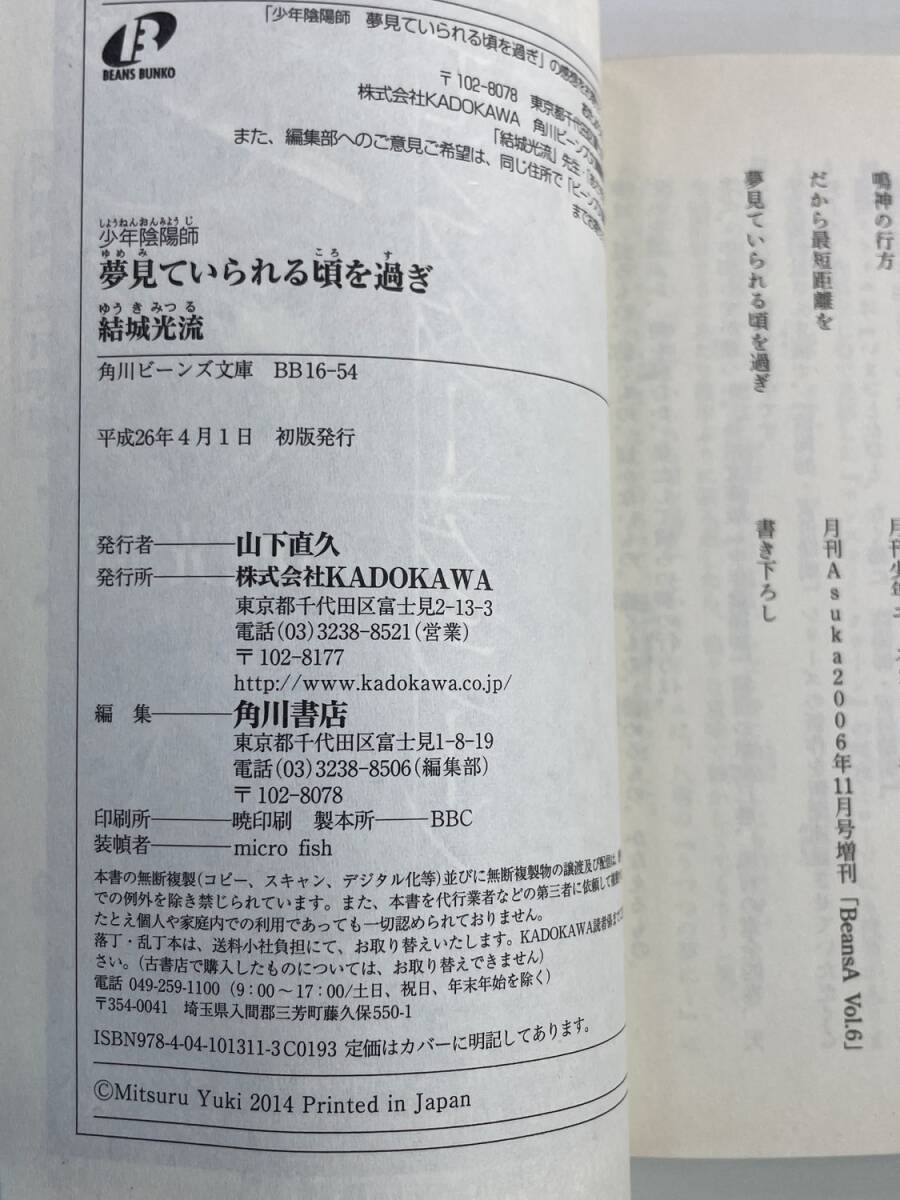 BEANS BUNKO
「少年陰陽師 夢見ていられる頃を過ぎ」の感想を
〒102-8078 東京都千代田区
株式会社KADOKAWA 角川ビーンズ
「結城光流」先生・
また、編集部へのご意見ご希望は、同じ住所で「ビーンズ
まで
しょうねんおんみょうじ
少年陰陽師
ゆめみ ころ す
夢見ていられる頃を過ぎ
ゆうきみつる
結城光流
角川ビーンズ文庫 BB16-54
平成26年4月1日 初版発行
発行者――山下直久
発行所――株式会社KADOKAWA
東京都千代田区富士見2-13-3
電話(03)3238-8521(営業)
〒102-8177
http://www.kadokawa.co.jp/
編 集――角川書店
東京都千代田区富士見1-8-19
電話(03)3238-8506(編集部)
〒102-8078
印刷所――暁印刷 製本所――BBC
装幀者――micro fish
本書の無断複製(コピー、スキャン、デジタル化等)並びに無断複製物の譲渡及び配信は、
での例外を除き禁じられています。また、本書を代行業者などの第三者に依頼して
たとえ個人や家庭内での利用であっても一切認められておりません。
落丁・乱丁本は、送料小社負担にて、お取り替えいたします。KADOKAWA読者係まで
さい。(古書店で購入したものについては、お取り替えできません)
電話 049-259-1100 (9:00~17:00/土日、祝日、年末年始を除く)
〒354-0041 埼玉県入間郡三芳町藤久保550-1
ISBN978-4-04-101311-3 C0193 定価はカバーに明記してあります。
©Mitsuru Yuki 2014 Printed in Japan
鳴神の行方
月刊少年
だから最短距離を
月刊Asuka2006年11月号増刊「BeansA Vol.6」
夢見ていられる頃を過ぎ
書き下ろし